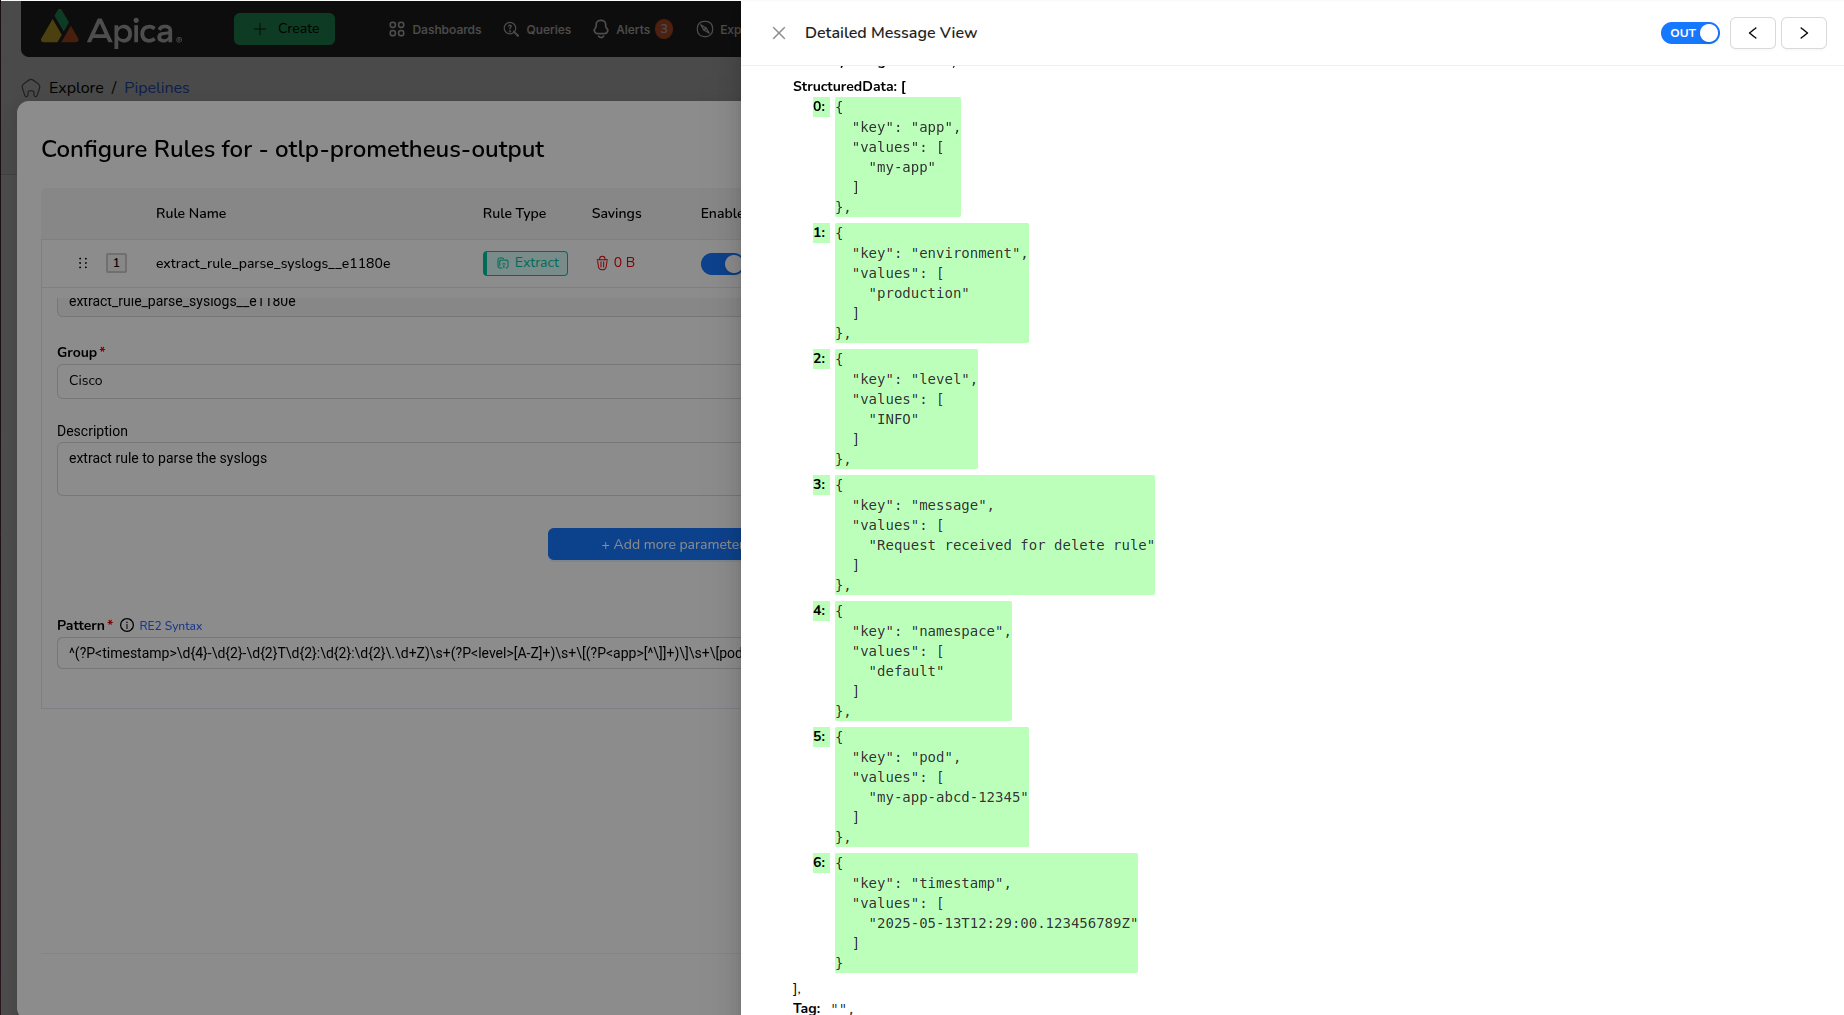 Apica
+ Create
Dashboards
Queries
Alerts 3
Exp
Explore / Pipelines
Configure Rules for - otlp-prometheus-output
Rule Name Rule Type Savings Enable
1 extract_rule_parse_syslogs__e1180e Extract 0 B
extract_rule_parse_syslogs__e1180e
Group *
Cisco
Description
extract rule to parse the syslogs
+ Add more parameter
Pattern * RE2 Syntax
^(?P<timestamp>\d{4}-\d{2}-\d{2}T\d{2}:\d{2}:\d{2}\.\d+Z)\s+(?P<level>[A-Z]+)\s+\[(?P<app>[^\]]+)\]\s+\[pod
Detailed Message View
OUT
StructuredData: [
0: {
"key": "app",
"values": [
"my-app"
]
},
1: {
"key": "environment",
"values": [
"production"
]
},
2: {
"key": "level",
"values": [
"INFO"
]
},
3: {
"key": "message",
"values": [
"Request received for delete rule"
]
},
4: {
"key": "namespace",
"values": [
"default"
]
},
5: {
"key": "pod",
"values": [
"my-app-abcd-12345"
]
},
6: {
"key": "timestamp",
"values": [
"2025-05-13T12:29:00.123456789Z"
]
}
],
Tag: "",